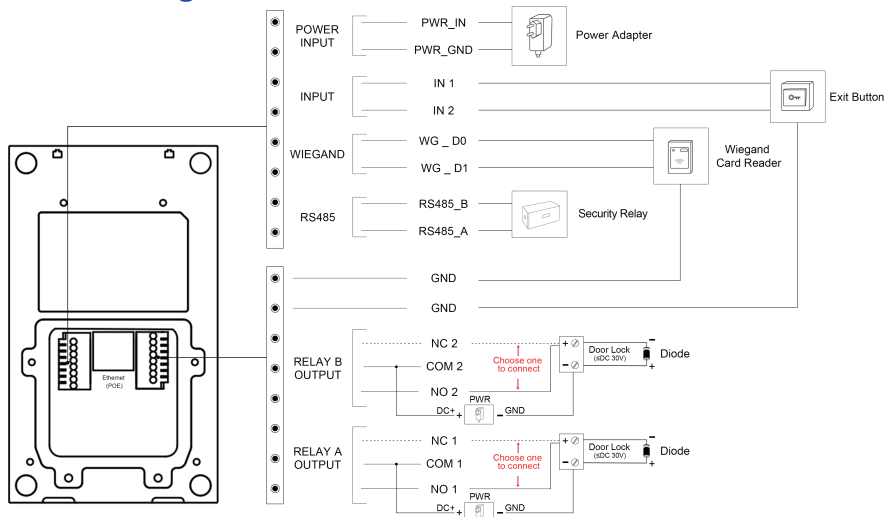 POWER INPUT
PWR_IN
PWR_GND
Power Adapter
INPUT
IN 1
IN 2
Exit Button
WIEGAND
WG _ D0
WG _ D1
Wiegand
Card Reader
RS485
RS485_B
RS485_A
Security Relay
GND
GND
Ethernet
(POE)
RELAY B
OUTPUT
NC 2
COM 2
NO 2
Choose one
to connect
PWR
DC+
+
–
GND
+
–
Door Lock
(≤DC 30V)
–
+
Diode
RELAY A
OUTPUT
NC 1
COM 1
NO 1
Choose one
to connect
PWR
DC+
+
–
GND
+
–
Door Lock
(≤DC 30V)
–
+
Diode